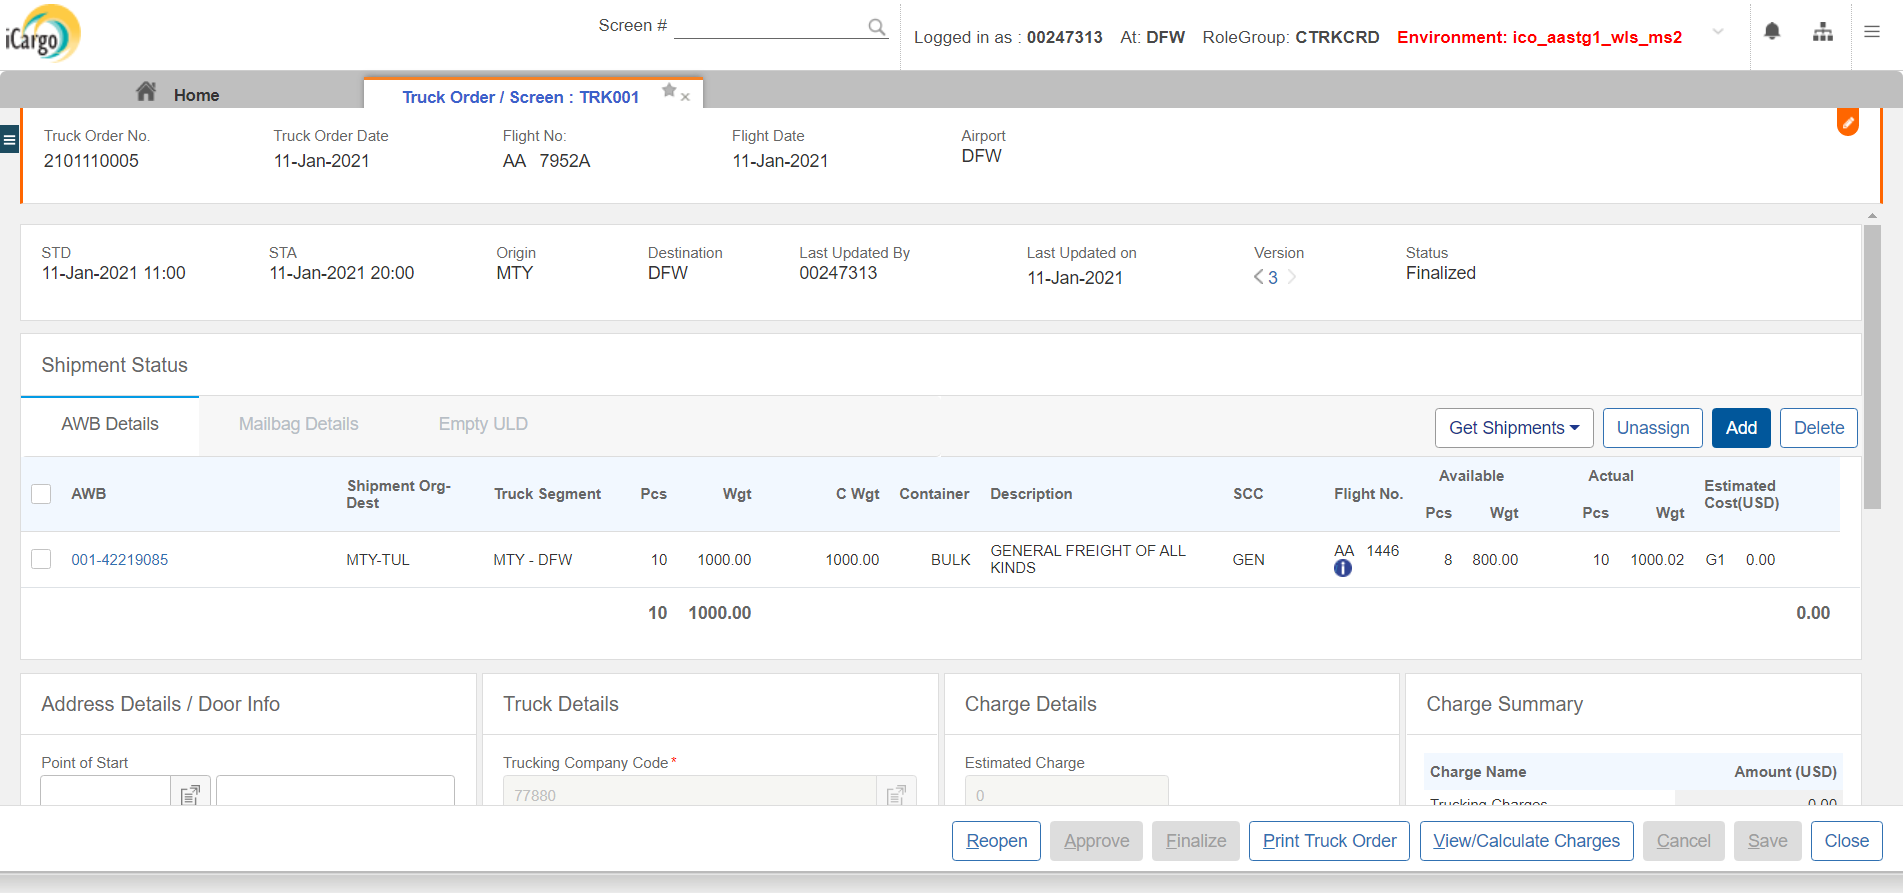 iCargo
Screen #
Logged in as : 00247313 At: DFW RoleGroup: CTRKCRD Environment: ico_aastg1_wls_ms2
Home
Truck Order / Screen : TRK001
Truck Order No. Truck Order Date Flight No: Flight Date Airport
2101110005 11-Jan-2021 AA 7952A 11-Jan-2021 DFW
STD STA Origin Destination Last Updated By Last Updated on Version Status
11-Jan-2021 11:00 11-Jan-2021 20:00 MTY DFW 00247313 11-Jan-2021 3 Finalized
Shipment Status
AWB Details Mailbag Details Empty ULD Get Shipments Unassign Add Delete
AWB Shipment Org-Dest Truck Segment Pcs Wgt C Wgt Container Description SCC Flight No. Available Pcs Wgt Actual Pcs Wgt Estimated Cost(USD)
001-42219085 MTY-TUL MTY - DFW 10 1000.00 1000.00 BULK GENERAL FREIGHT OF ALL KINDS GEN AA 1446 8 800.00 10 1000.02 G1 0.00
10 1000.00 0.00
Address Details / Door Info Truck Details Charge Details Charge Summary
Point of Start Trucking Company Code* Estimated Charge Charge Name Amount (USD)
77880 0 Trucking Charges 0.00
Reopen Approve Finalize Print Truck Order View/Calculate Charges Cancel Save Close